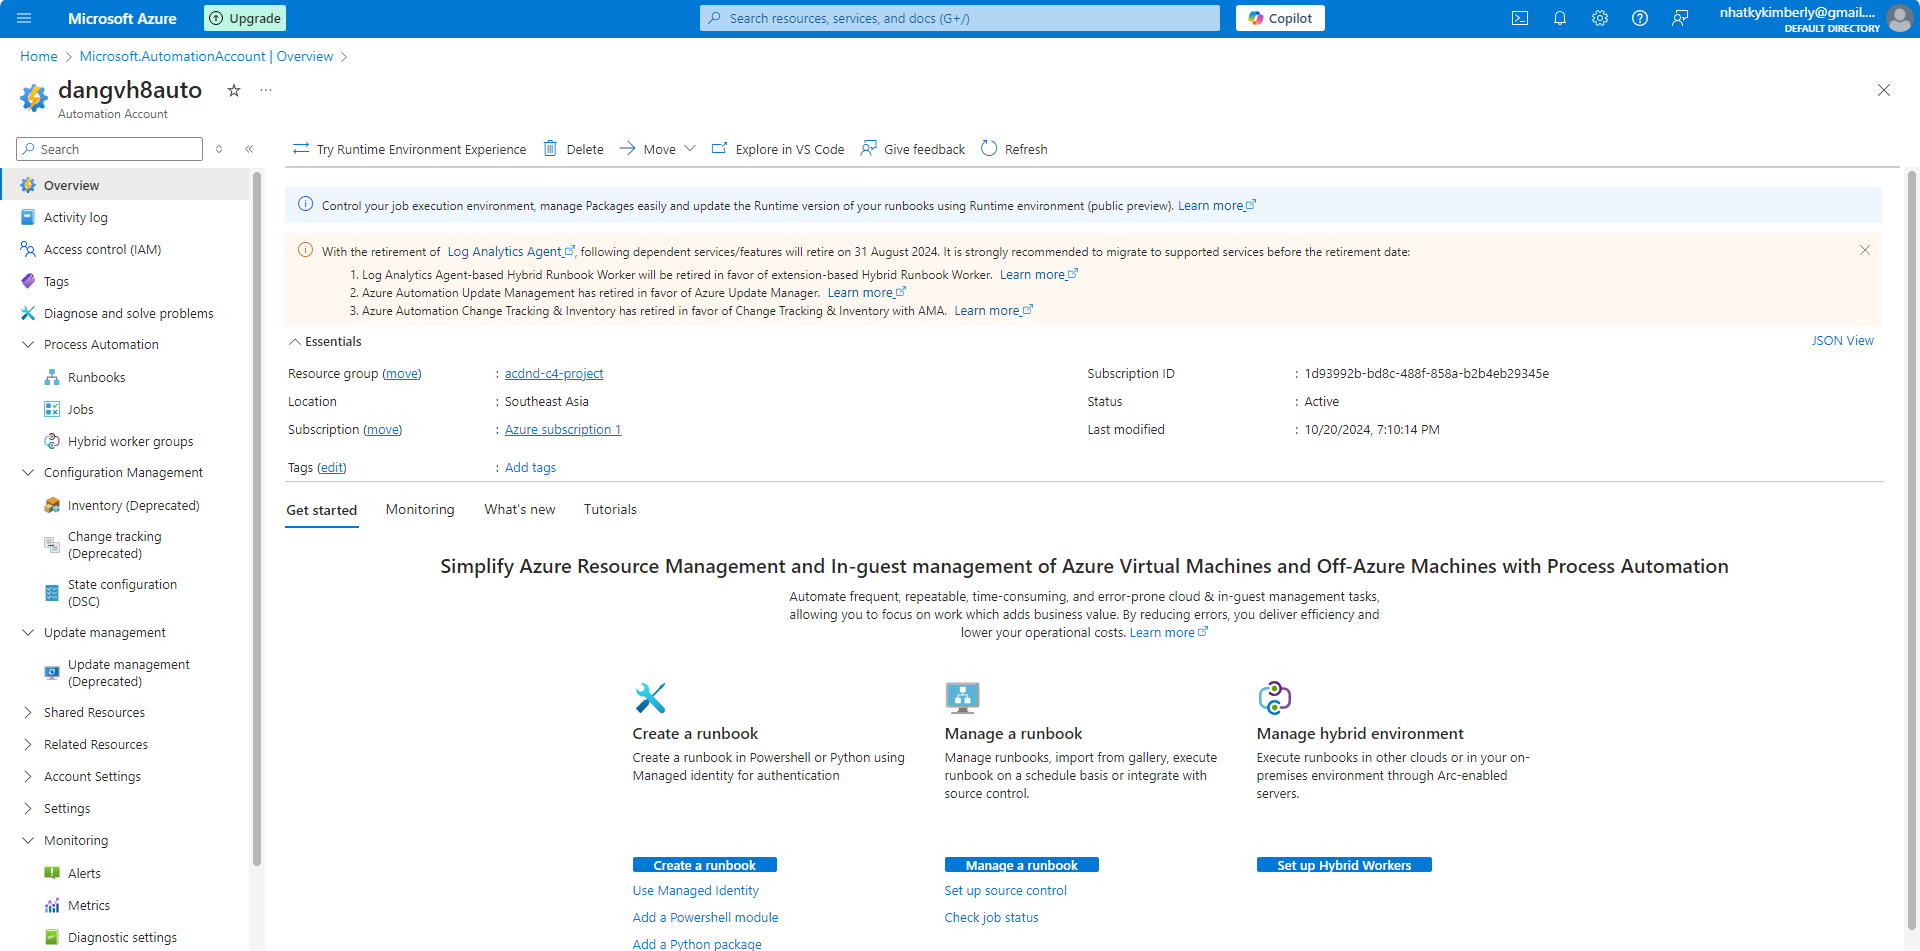 Microsoft Azure
Upgrade
Search resources, services, and docs (G+/)
Copilot
nhatkykimberly@gmail....
DEFAULT DIRECTORY
Home > Microsoft.AutomationAccount | Overview >
dangvh8auto
Automation Account
Search
Try Runtime Environment Experience
Delete
Move
Explore in VS Code
Give feedback
Refresh
Overview
Activity log
Access control (IAM)
Tags
Diagnose and solve problems
Process Automation
Runbooks
Jobs
Hybrid worker groups
Configuration Management
Inventory (Deprecated)
Change tracking
(Deprecated)
State configuration
(DSC)
Update management
Update management
(Deprecated)
Shared Resources
Related Resources
Account Settings
Settings
Monitoring
Alerts
Metrics
Diagnostic settings
Control your job execution environment, manage Packages easily and update the Runtime version of your runbooks using Runtime environment (public preview). Learn more
With the retirement of Log Analytics Agent, following dependent services/features will retire on 31 August 2024. It is strongly recommended to migrate to supported services before the retirement date:
1. Log Analytics Agent-based Hybrid Runbook Worker will be retired in favor of extension-based Hybrid Runbook Worker. Learn more
2. Azure Automation Update Management has retired in favor of Azure Update Manager. Learn more
3. Azure Automation Change Tracking & Inventory has retired in favor of Change Tracking & Inventory with AMA. Learn more
Essentials
JSON View
Resource group (move) : acdnd-c4-project
Location : Southeast Asia
Subscription (move) : Azure subscription 1
Subscription ID : 1d93992b-bd8c-488f-858a-b2b4eb29345e
Status : Active
Last modified : 10/20/2024, 7:10:14 PM
Tags (edit) : Add tags
Get started
Monitoring
What's new
Tutorials
Simplify Azure Resource Management and In-guest management of Azure Virtual Machines and Off-Azure Machines with Process Automation
Automate frequent, repeatable, time-consuming, and error-prone cloud & in-guest management tasks,
allowing you to focus on work which adds business value. By reducing errors, you deliver efficiency and
lower your operational costs. Learn more
Create a runbook
Create a runbook in Powershell or Python using
Managed identity for authentication
Create a runbook
Use Managed Identity
Add a Powershell module
Add a Python package
Manage a runbook
Manage runbooks, import from gallery, execute
runbook on a schedule basis or integrate with
source control.
Manage a runbook
Set up source control
Check job status
Manage hybrid environment
Execute runbooks in other clouds or in your on-
premises environment through Arc-enabled
servers.
Set up Hybrid Workers